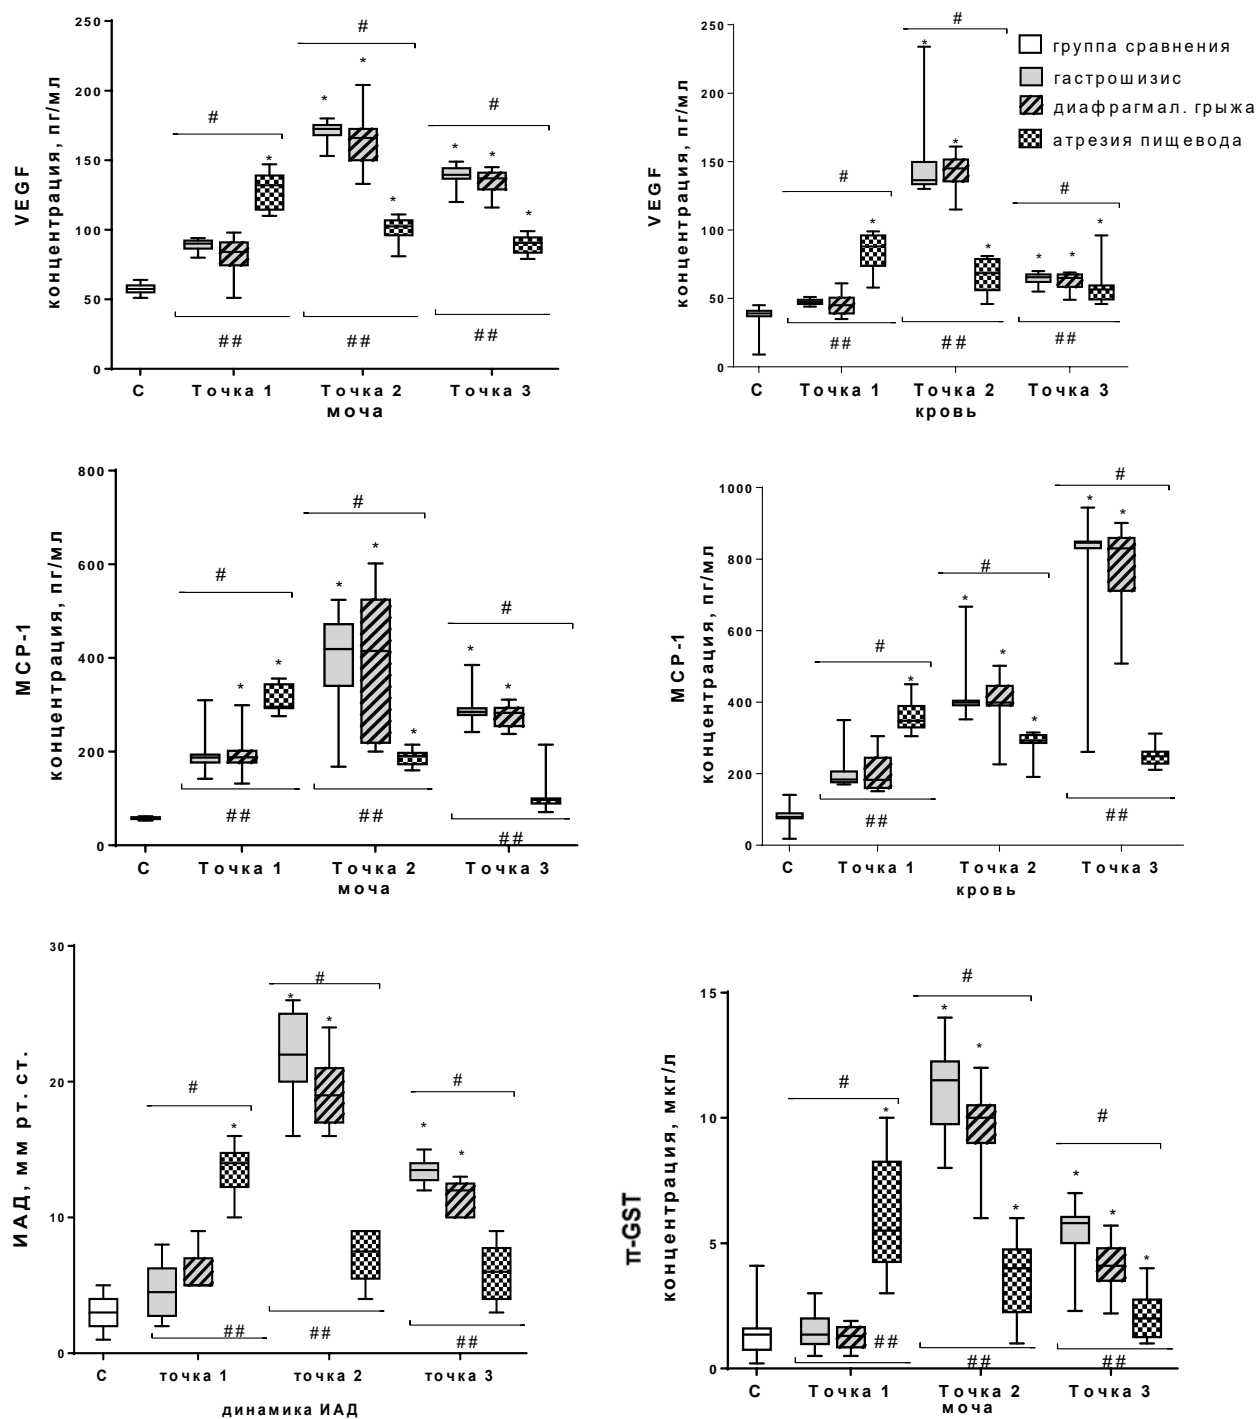 VEGF
концентрация, пг/мл
250
200
150
100
50
0
#
#
#
*
*
*
*
*
*
*
##
##
##
С
Точка 1
Точка 2
Точка 3
моча
VEGF
концентрация, пг/мл
250
200
150
100
50
0
#
#
#
*
*
*
*
*
*
*
##
##
##
С
Точка 1
Точка 2
Точка 3
кровь
группа сравнения
гастрошизис
диафрагмал. грыжа
атрезия пищевода
MCP-1
концентрация, пг/мл
800
600
400
200
0
#
#
#
*
*
*
*
*
*
*
##
##
##
С
Точка 1
Точка 2
Точка 3
моча
MCP-1
концентрация, пг/мл
1000
800
600
400
200
0
#
#
#
*
*
*
*
*
*
##
##
С
Точка 1
Точка 2
Точка 3
кровь
ИАД, мм рт. ст.
30
20
10
0
#
#
#
*
*
*
*
*
##
##
##
С
точка 1
точка 2
точка 3
динамика ИАД
π-GST
концентрация, мкг/л
15
10
5
0
#
#
#
*
*
*
*
*
*
*
##
##
##
С
Точка 1
Точка 2
Точка 3
моча